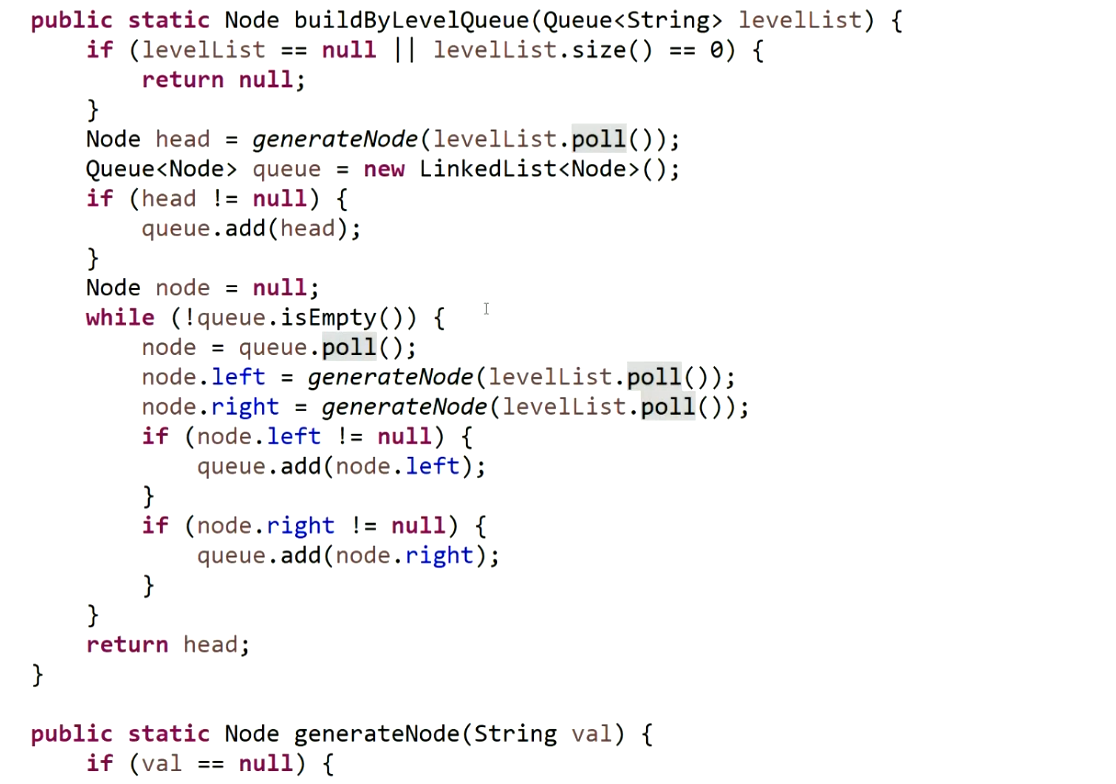 public static Node buildByLevelQueue(Queue<String> levelList) {
    if (levelList == null || levelList.size() == 0) {
        return null;
    }
    Node head = generateNode(levelList.poll());
    Queue<Node> queue = new LinkedList<Node>();
    if (head != null) {
        queue.add(head);
    }
    Node node = null;
    while (!queue.isEmpty()) {
        node = queue.poll();
        node.left = generateNode(levelList.poll());
        node.right = generateNode(levelList.poll());
        if (node.left != null) {
            queue.add(node.left);
        }
        if (node.right != null) {
            queue.add(node.right);
        }
    }
    return head;
}
public static Node generateNode(String val) {
    if (val == null) {